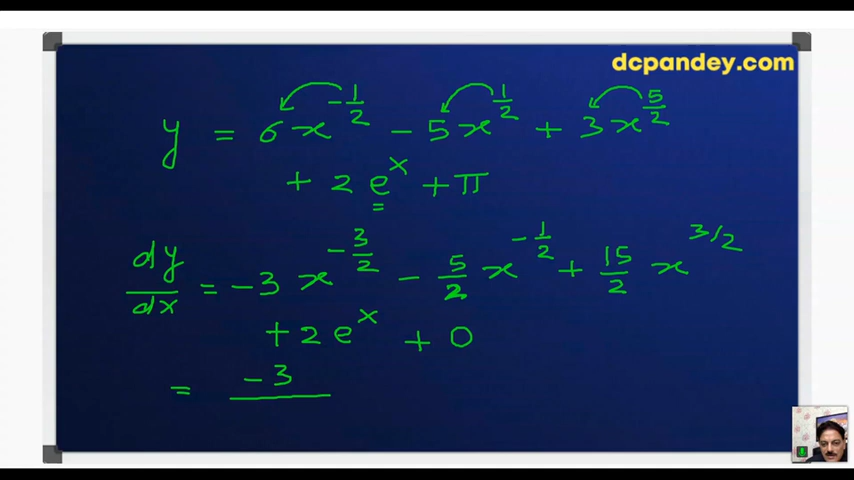 dcpandey.com
y = 6x^{-1/2} - 5x^{1/2} + 3x^{5/2}
+ 2e^x + π
dy/dx = -3x^{-3/2} - 5/2 x^{-1/2} + 15/2 x^{3/2}
+ 2e^x + 0
= -3